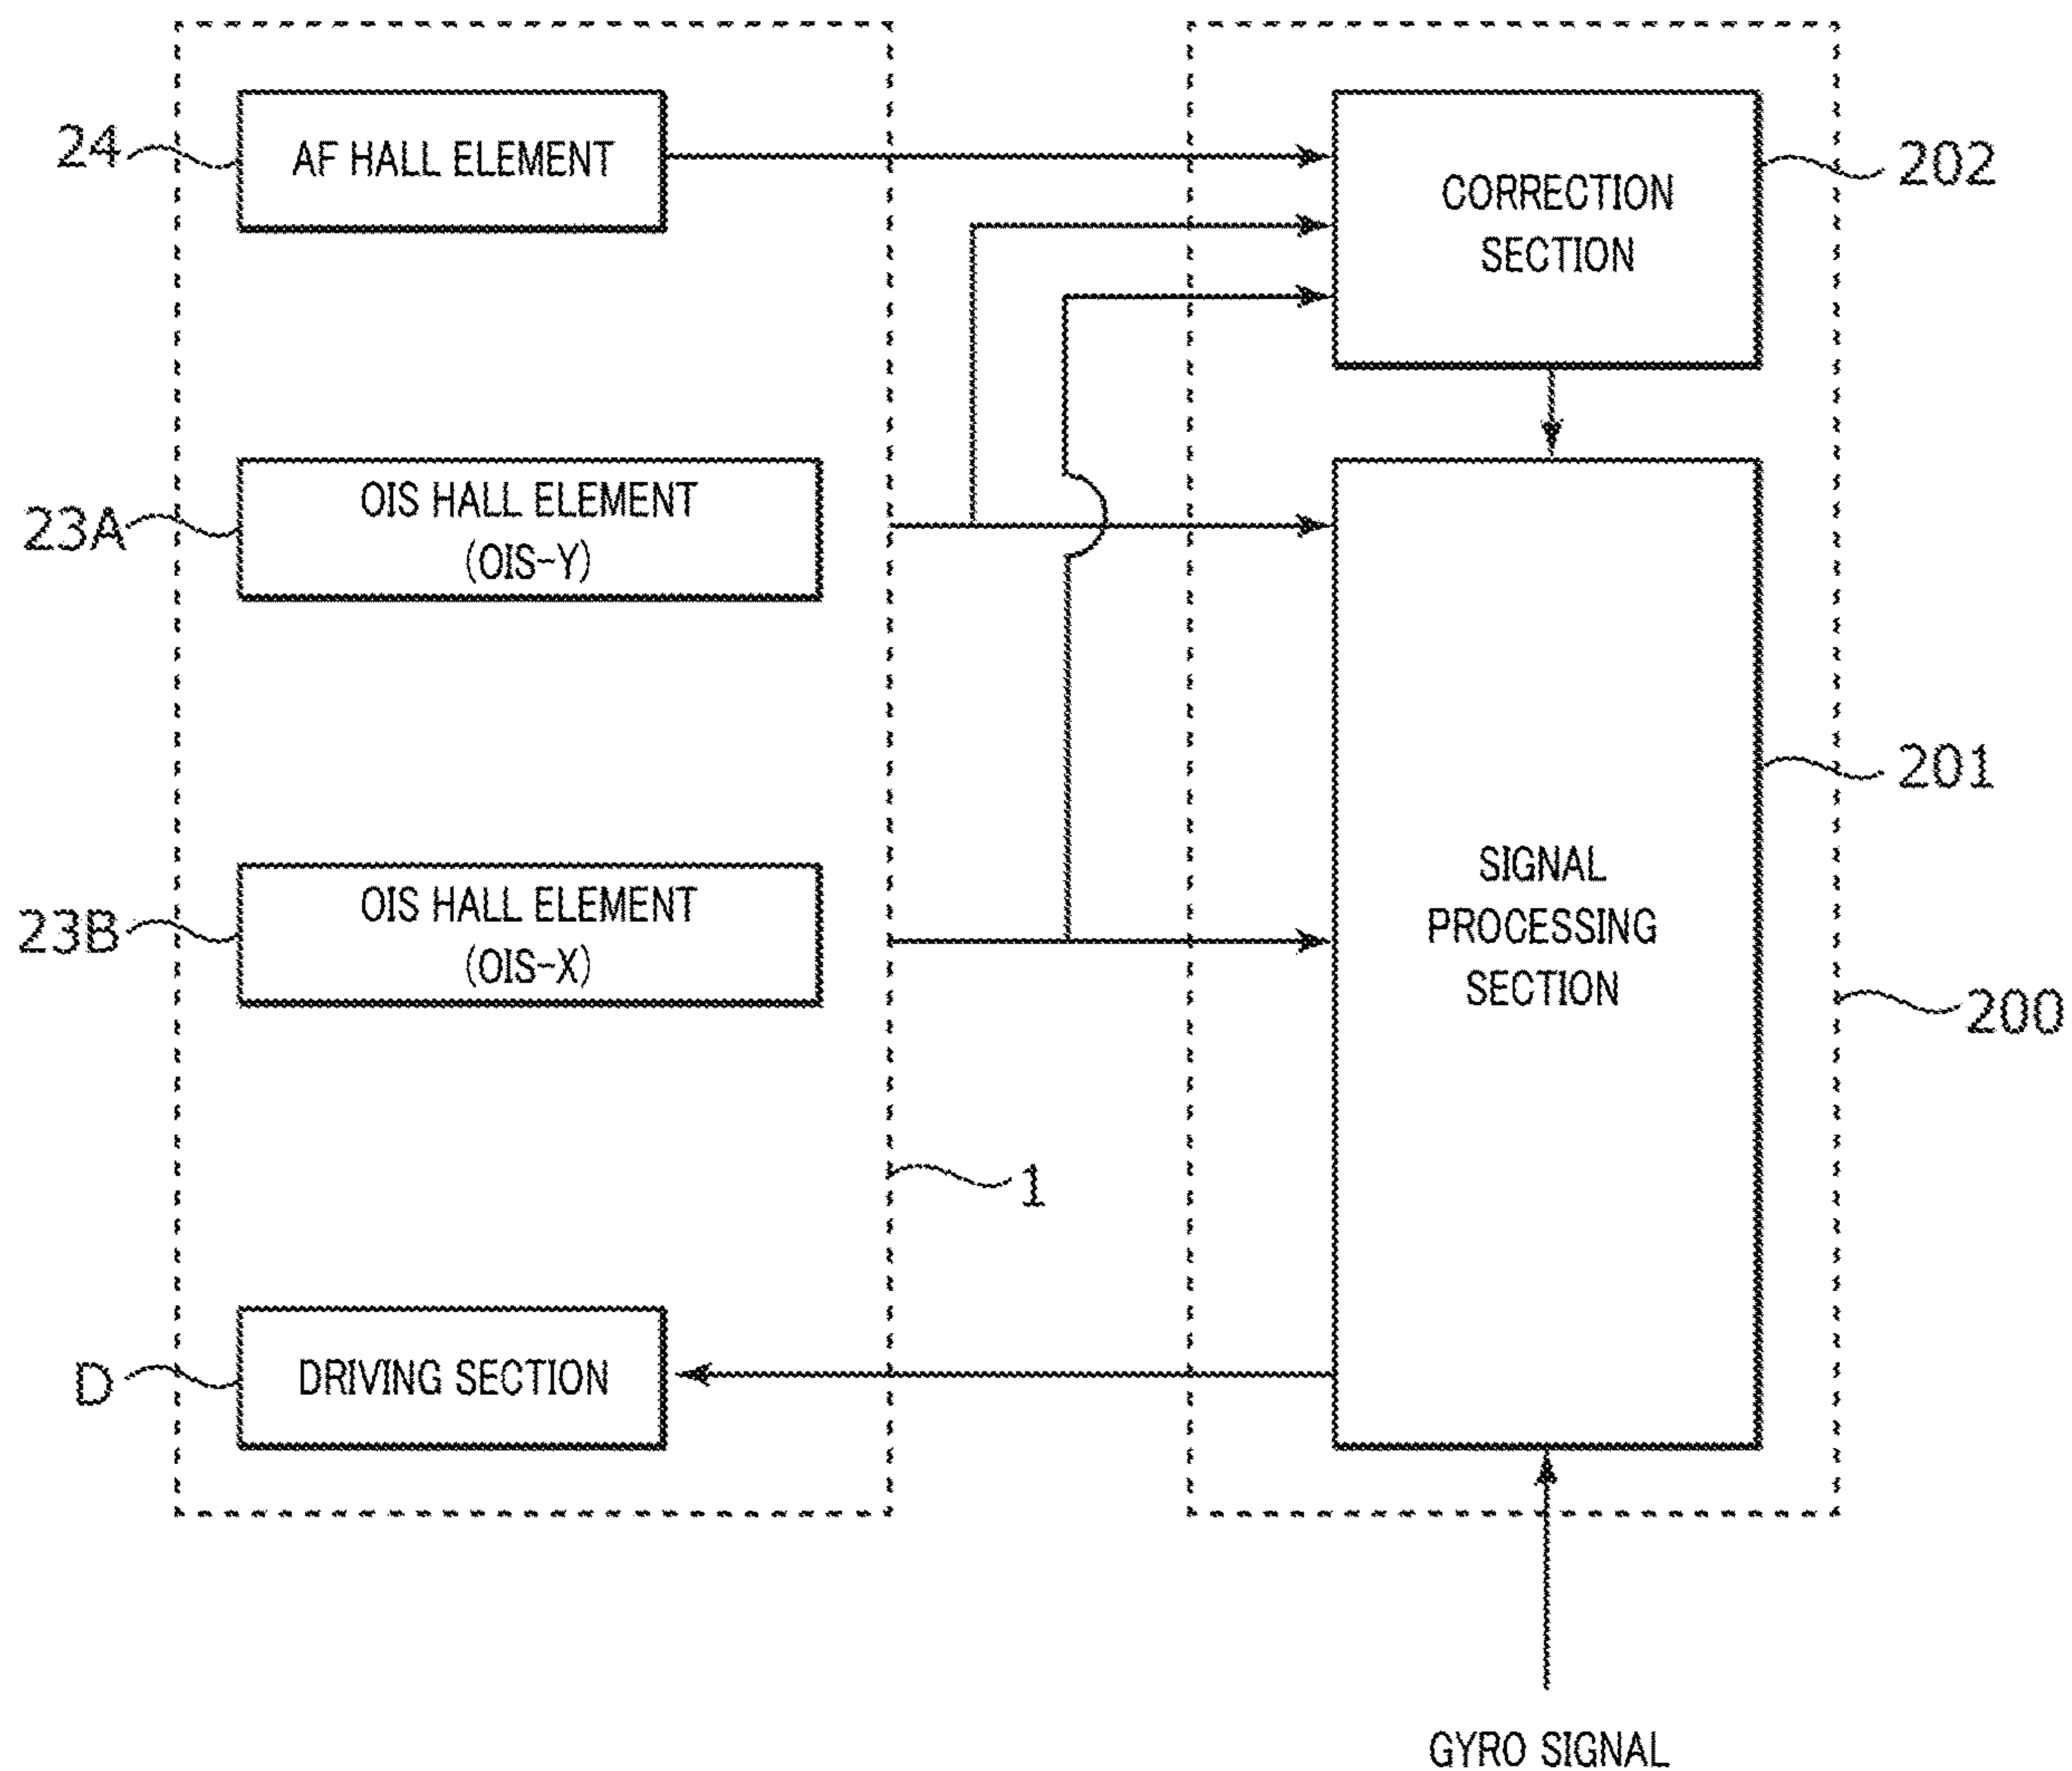 24
AF HALL ELEMENT
CORRECTION
SECTION
202
23A
OIS HALL ELEMENT
(OIS-Y)
201
SIGNAL
PROCESSING
SECTION
23B
OIS HALL ELEMENT
(OIS-X)
200
1
D
DRIVING SECTION
GYRO SIGNAL